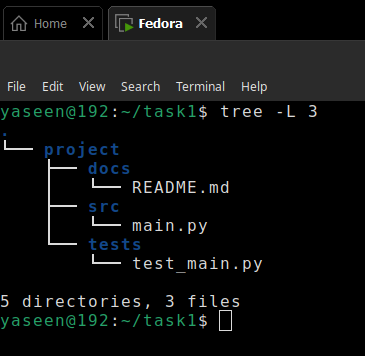 Home Fedora
File Edit View Search Terminal Help
yaseen@192:~/task1$ tree -L 3
.
└── project
    ├── docs
    │   └── README.md
    ├── src
    │   └── main.py
    └── tests
        └── test_main.py
5 directories, 3 files
yaseen@192:~/task1$